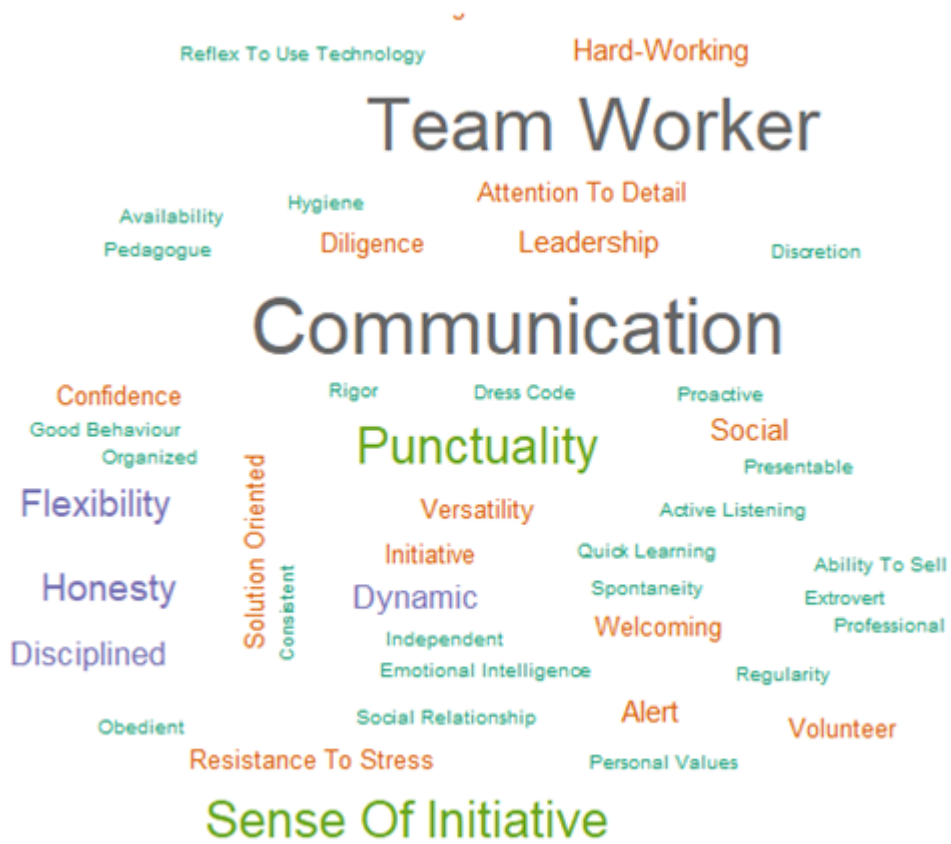 Reflex To Use Technology
Hard-Working
Team Worker
Attention To Detail
Hygiene
Availability
Diligence
Leadership
Pedagogue
Discretion
Communication
Confidence
Rigor
Dress Code
Proactive
Good Behaviour
Punctuality
Social
Organized
Presentable
Flexibility
Solution Oriented
Versatility
Active Listening
Initiative
Quick Learning
Ability To Sell
Honesty
Consistent
Dynamic
Spontaneity
Extrovert
Welcoming
Professional
Independent
Disciplined
Emotional Intelligence
Regularity
Social Relationship
Alert
Obedient
Volunteer
Resistance To Stress
Personal Values
Sense Of Initiative